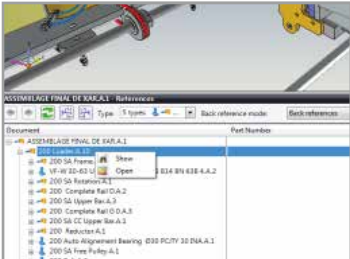 ASSEMBLAGE FINAL DE XAR.A.1 - References
Type 5 types Back reference mode: Back references
Document Part Number
ASSEMBLAGE FINAL DE XAR.A.1
200 Loader A.10
200 SA Frame. Show
VF-W 30-63 U Open 814 BN 63B 4.A.2
200 SA Rotation A.1
200 Complete Rail O.A.2
200 SA Upper Bar.A.3
200 Complete Rail O.O.A.3
200 SA CC Upper Bar.A.1
200 Reductor A.1
200 Auto Alignement Bearing Ø30 PC/TY 30 INA.A.1
200 SA Free Pulley.A.1